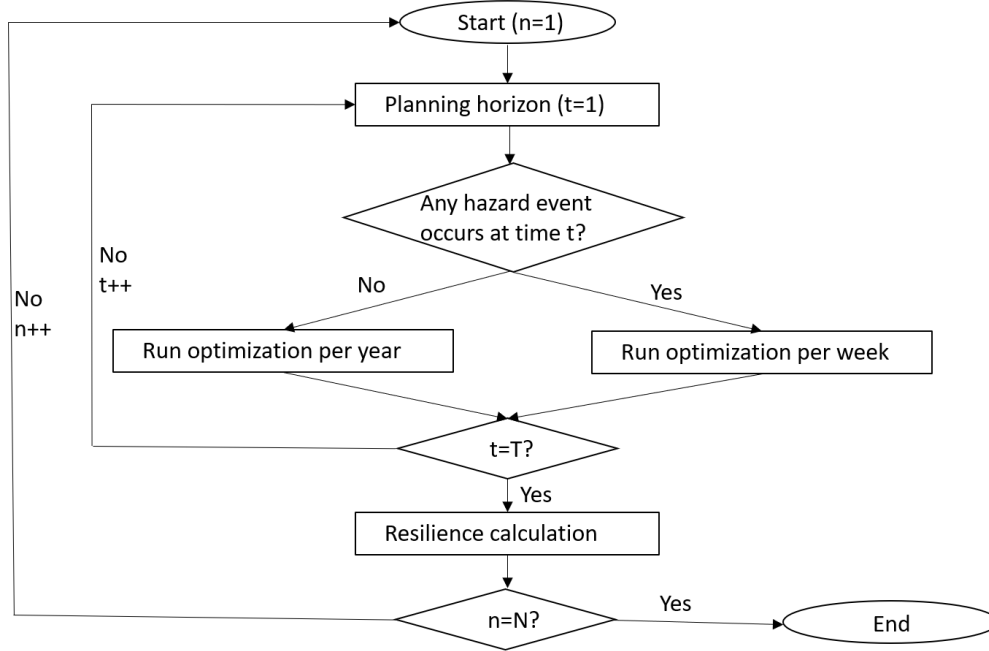 Start (n=1)
Planning horizon (t=1)
Any hazard event
occurs at time t?
No
t++
No
n++
No
Yes
Run optimization per year
Run optimization per week
t=T?
Yes
Resilience calculation
n=N?
Yes
End